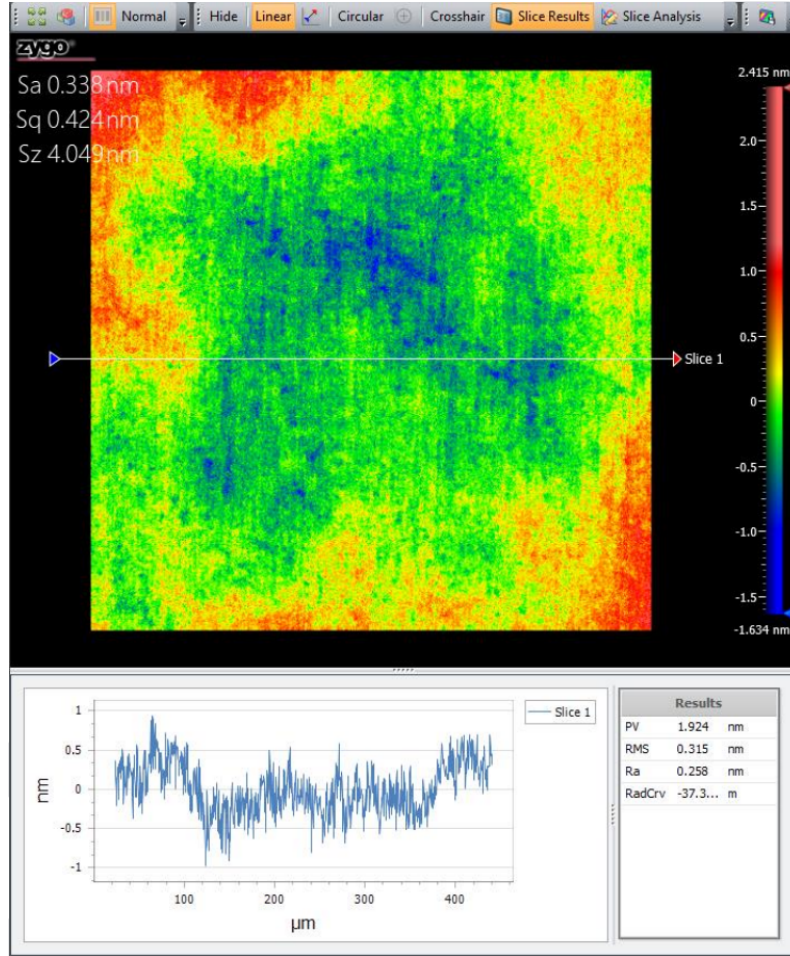 Normal Hide Linear Circular Crosshair Slice Results Slice Analysis
zygo
Sa 0.338 nm
Sq 0.424 nm
Sz 4.049 nm
2.415 nm
2.0
1.5
1.0
0.5
0
-0.5
-1.0
-1.5
-1.634 nm
Slice 1
1
0.5
0
-0.5
-1
nm
100 200 300 400
µm
Slice 1
Results
PV 1.924 nm
RMS 0.315 nm
Ra 0.258 nm
RadCrv -37.3... m